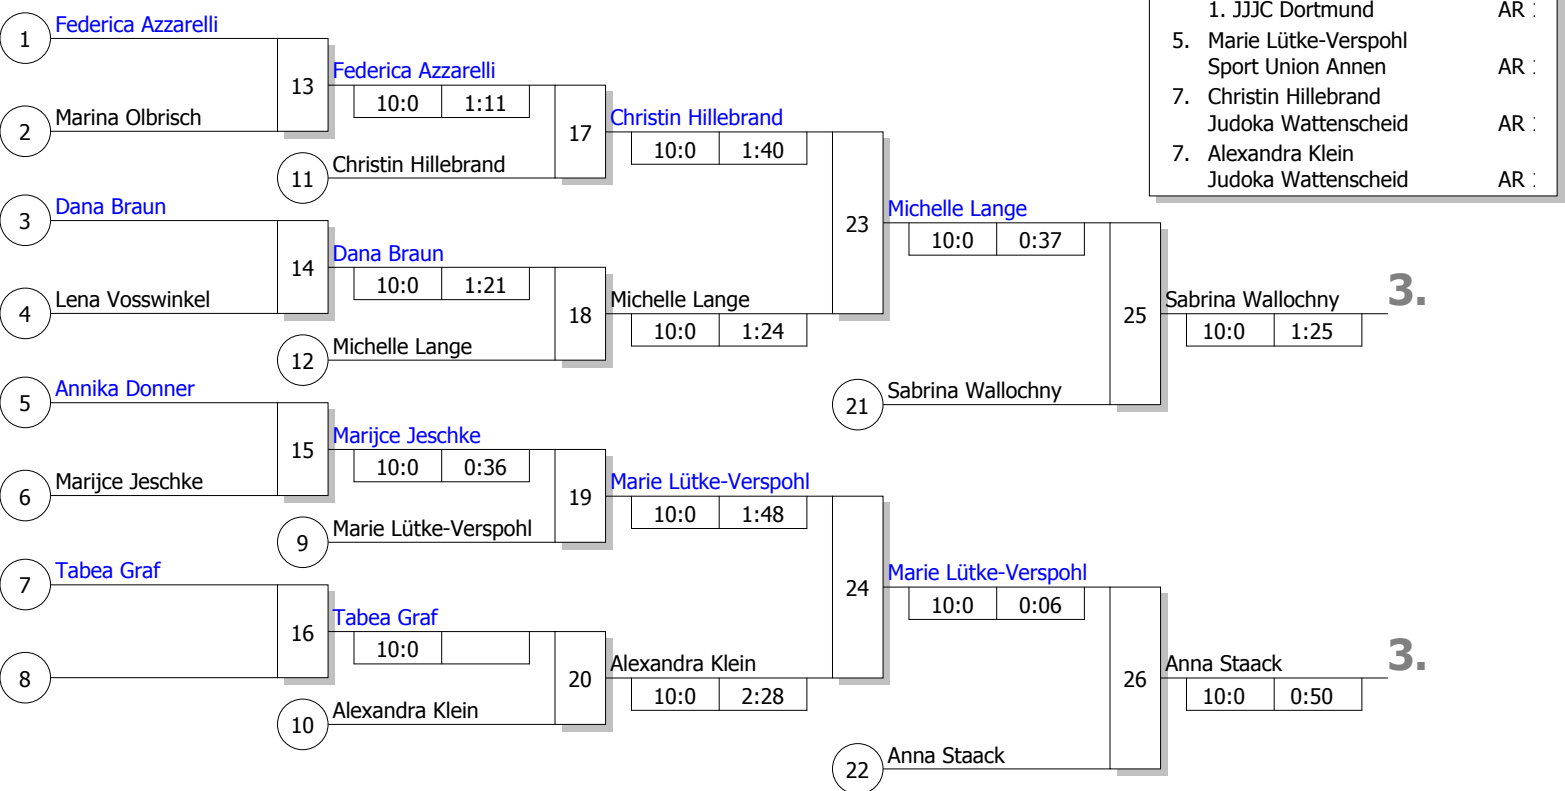 1. JJJC Dortmund AR 1
5. Marie Lütke-Verspohl
Sport Union Annen AR
7. Christin Hillebrand
Judoka Wattenscheid AR
7. Alexandra Klein
Judoka Wattenscheid AR
1 Federica Azzarelli
13
2 Marina Olbrisch
Federica Azzarelli
10:0 1:11
17
11 Christin Hillebrand
Christin Hillebrand
10:0 1:40
3 Dana Braun
14
4 Lena Vosswinkel
Dana Braun
10:0 1:21
18
12 Michelle Lange
Michelle Lange
10:0 1:24
23
Michelle Lange
10:0 0:37
25
21 Sabrina Wallochny
Sabrina Wallochny 3.
10:0 1:25
5 Annika Donner
15
6 Marijce Jeschke
Marijce Jeschke
10:0 0:36
19
9 Marie Lütke-Verspohl
Marie Lütke-Verspohl
10:0 1:48
7 Tabea Graf
16
8
Tabea Graf
10:0
20
10 Alexandra Klein
Alexandra Klein
10:0 2:28
24
Marie Lütke-Verspohl
10:0 0:06
26
22 Anna Staack
Anna Staack 3.
10:0 0:50